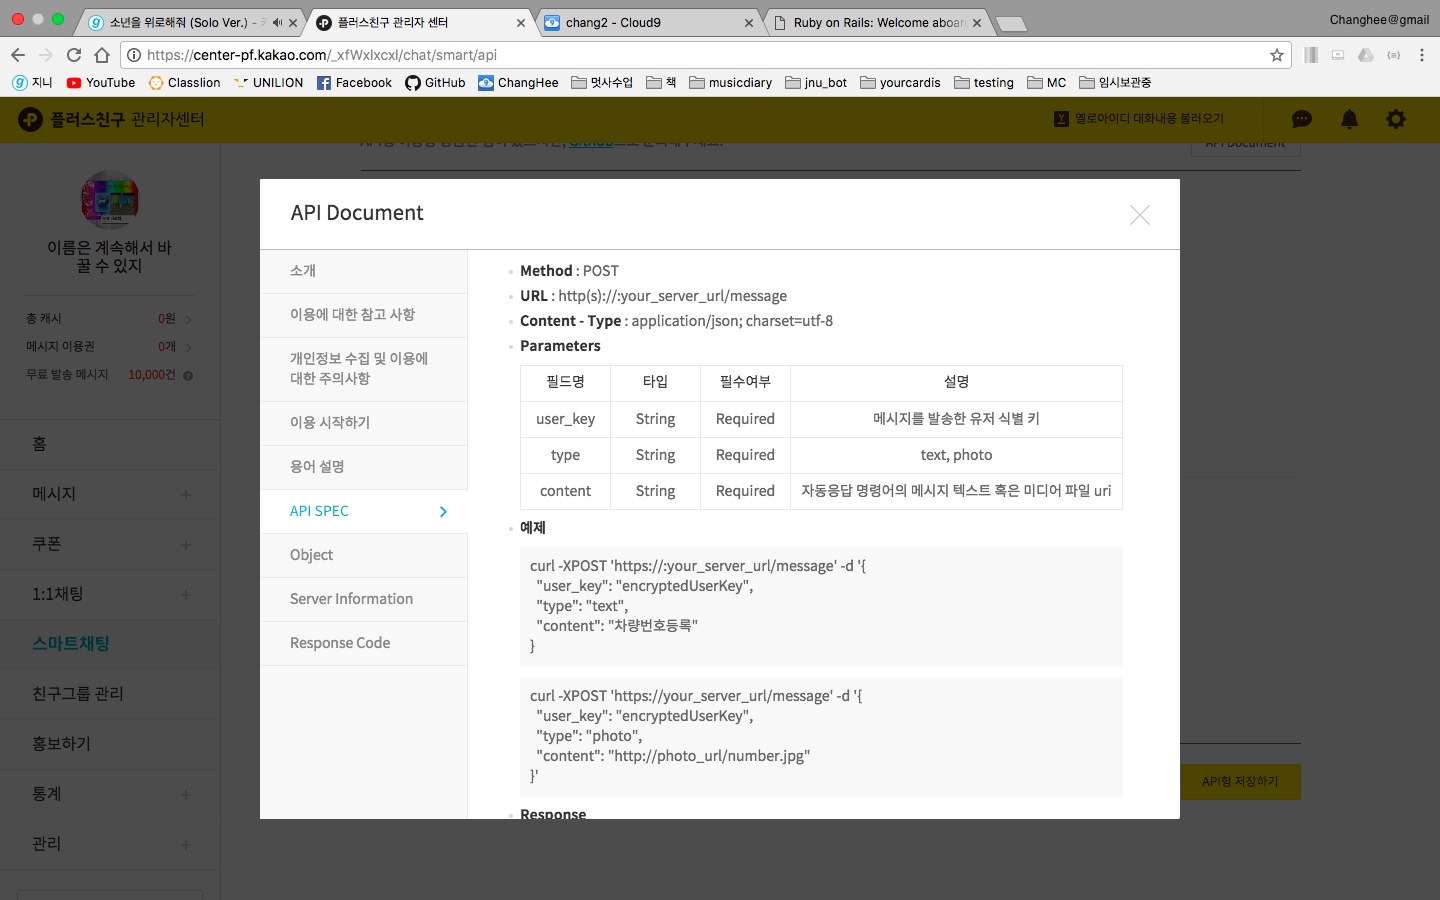 소년을 위로해줘 (Solo Ver.) -
플러스친구 관리자 센터
chang2 - Cloud9
Ruby on Rails: Welcome aboar
Changhee@gmail
https://center-pf.kakao.com/_xfWxlxcxl/chat/smart/api
지니
YouTube
Classlion
UNILION
Facebook
GitHub
ChangHee
멋사수업
책
musicdiary
jnu_bot
yourcardis
testing
MC
임시보관중
플러스친구 관리자센터
옐로아이디 대화내용 불러오기
API Document
이름은 계속해서 바
꿀 수 있지
총 캐시 0원
메시지 이용권 0개
무료 발송 메시지 10,000건
홈
메시지
쿠폰
1:1채팅
스마트채팅
친구그룹 관리
홍보하기
통계
관리
API Document
소개
이용에 대한 참고 사항
개인정보 수집 및 이용에
대한 주의사항
이용 시작하기
용어 설명
API SPEC
Object
Server Information
Response Code
Method : POST
URL : http(s)://:your_server_url/message
Content - Type : application/json; charset=utf-8
Parameters
필드명 타입 필수여부 설명
user_key String Required 메시지를 발송한 유저 식별 키
type String Required text, photo
content String Required 자동응답 명령어의 메시지 텍스트 혹은 미디어 파일 uri
예제
curl -XPOST 'https://:your_server_url/message' -d '{
"user_key": "encryptedUserKey",
"type": "text",
"content": "차량번호등록"
}
curl -XPOST 'https://your_server_url/message' -d '{
"user_key": "encryptedUserKey",
"type": "photo",
"content": "http://photo_url/number.jpg"
}'
Response
API형 저장하기